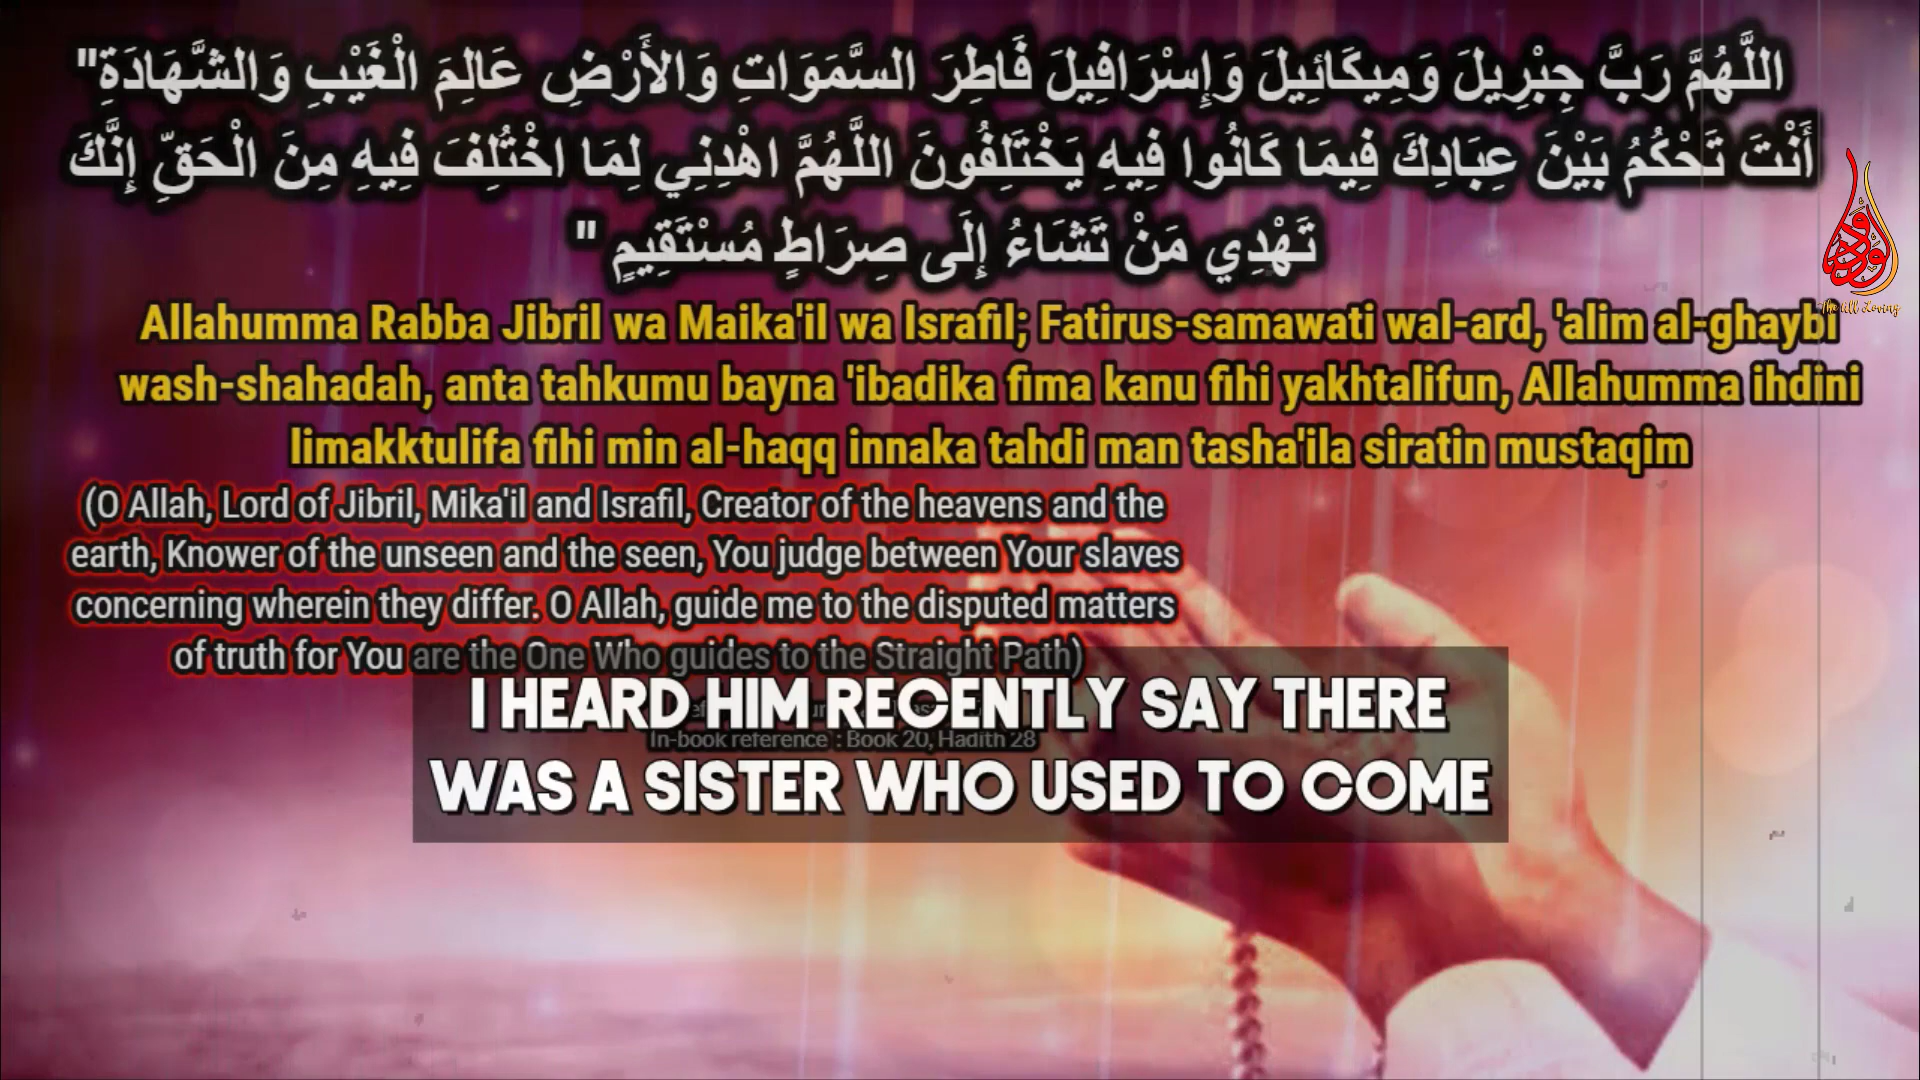 اللَّهُمَّ رَبَّ جِبْرِيلَ وَمِيكَائِيلَ وَإِسْرَافِيلَ فَاطِرَ السَّمَوَاتِ وَالأَرْضِ عَالِمَ الْغَيْبِ وَالشَّهَادَةِ"
أَنْتَ تَحْكُمُ بَيْنَ عِبَادِكَ فِيمَا كَانُوا فِيهِ يَخْتَلِفُونَ اللَّهُمَّ اهْدِنِي لِمَا اخْتُلِفَ فِيهِ مِنَ الْحَقِّ إِنَّكَ
تَهْدِي مَنْ تَشَاءُ إِلَى صِرَاطٍ مُسْتَقِيمٍ "
The All Loving
Allahumma Rabba Jibril wa Maika'il wa Israfil; Fatirus-samawati wal-ard, 'alim al-ghaybi
wash-shahadah, anta tahkumu bayna 'ibadika fima kanu fihi yakhtalifun, Allahumma ihdini
limakktulifa fihi min al-haqq innaka tahdi man tasha'ila siratin mustaqim
(O Allah, Lord of Jibril, Mika'il and Israfil, Creator of the heavens and the
earth, Knower of the unseen and the seen, You judge between Your slaves
concerning wherein they differ. O Allah, guide me to the disputed matters
of truth for You are the One Who guides to the Straight Path)
I HEARD HIM RECENTLY SAY THERE
In-book reference : Book 20, Hadith 28
WAS A SISTER WHO USED TO COME